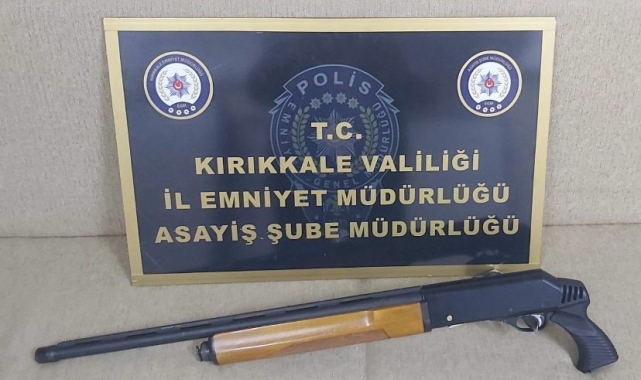 POLİS
T.C.
KIRIKKALE VALİLİĞİ
İL EMNİYET MÜDÜRLÜĞÜ
ASAYİŞ ŞUBE MÜDÜRLÜĞÜ